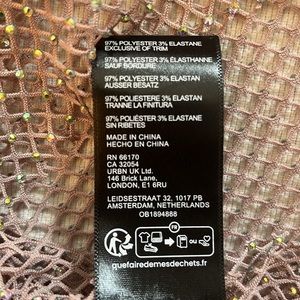 97% POLYESTER 3% ELASTANE
EXCLUSIVE OF TRIM
97% POLYESTER 3% ÉLASTHANNE
SAUF BORDURE
97% POLYESTER 3% ELASTAN
AUSSER BESATZ
97% POLIESTERE 3% ELASTAN
TRANNE LA FINITURA
97% POLIÉSTER 3% ELASTANE
SIN RIBETES
MADE IN CHINA
HECHO EN CHINA
RN 66170
CA 32054
URBN UK Ltd.
146 Brick Lane,
LONDON, E1 6RU
LEIDSESTRAAT 32, 1017 PB
AMSTERDAM, NETHERLANDS
OB1894888
FR
quefairedemesdechets.fr